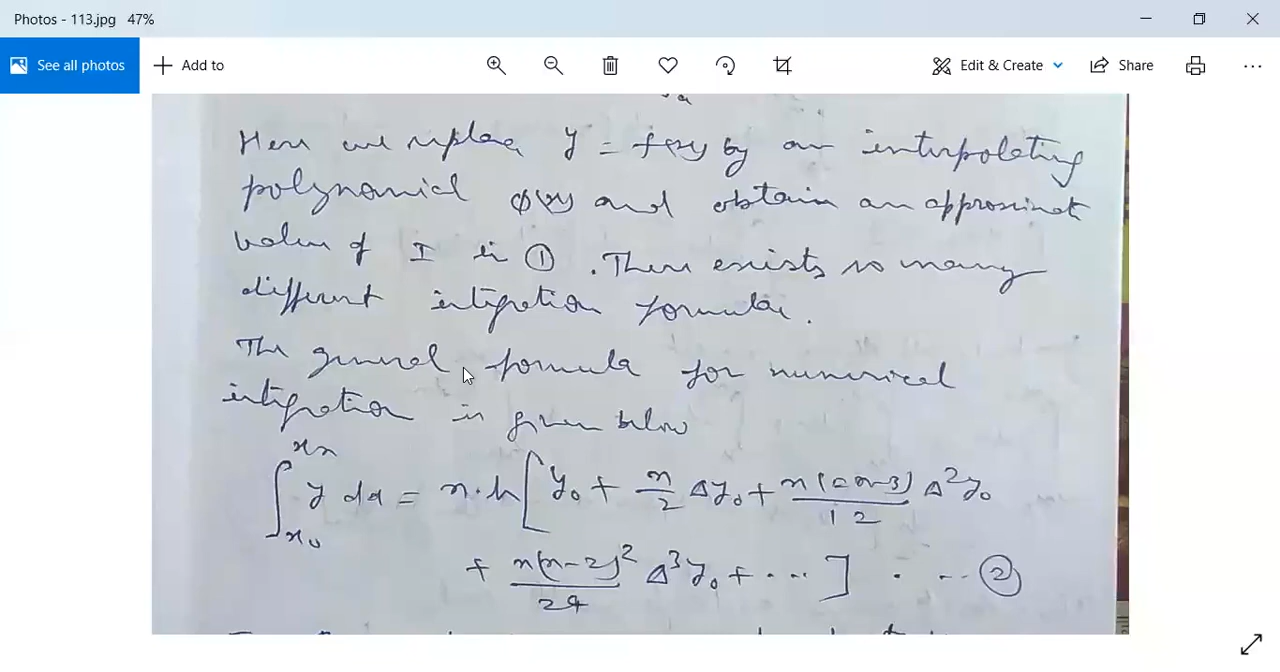 Photos - 113.jpg 47%
See all photos
Add to
Edit & Create
Share
Here we replace y = f(x) by an interpolating
polynomial φ(x) and obtain an approximat
value of I in ①. There exists so many
different integration formulae.
The general formula for numerical
integration is given below
∫_{x₀}^{xₙ} y dx = n·h [ y₀ + n/2 Δy₀ + n(2n-3)/12 Δ²y₀
+ n(n-2)²/24 Δ³y₀ + ··· ] · ·· ②